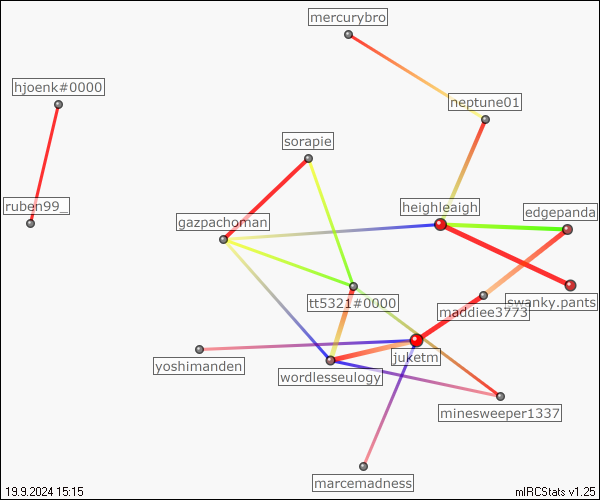 mercurybro
hjoenk#0000
neptune01
sorapie
ruben99_
heighleaigh
edgepanda
gazpachoman
tt5321#0000
swanky.pants
maddiee3773
juketm
yoshimanden
wordlesseulogy
minesweeper1337
marcemadness
19.9.2024 15:15
mIRCStats v1.25